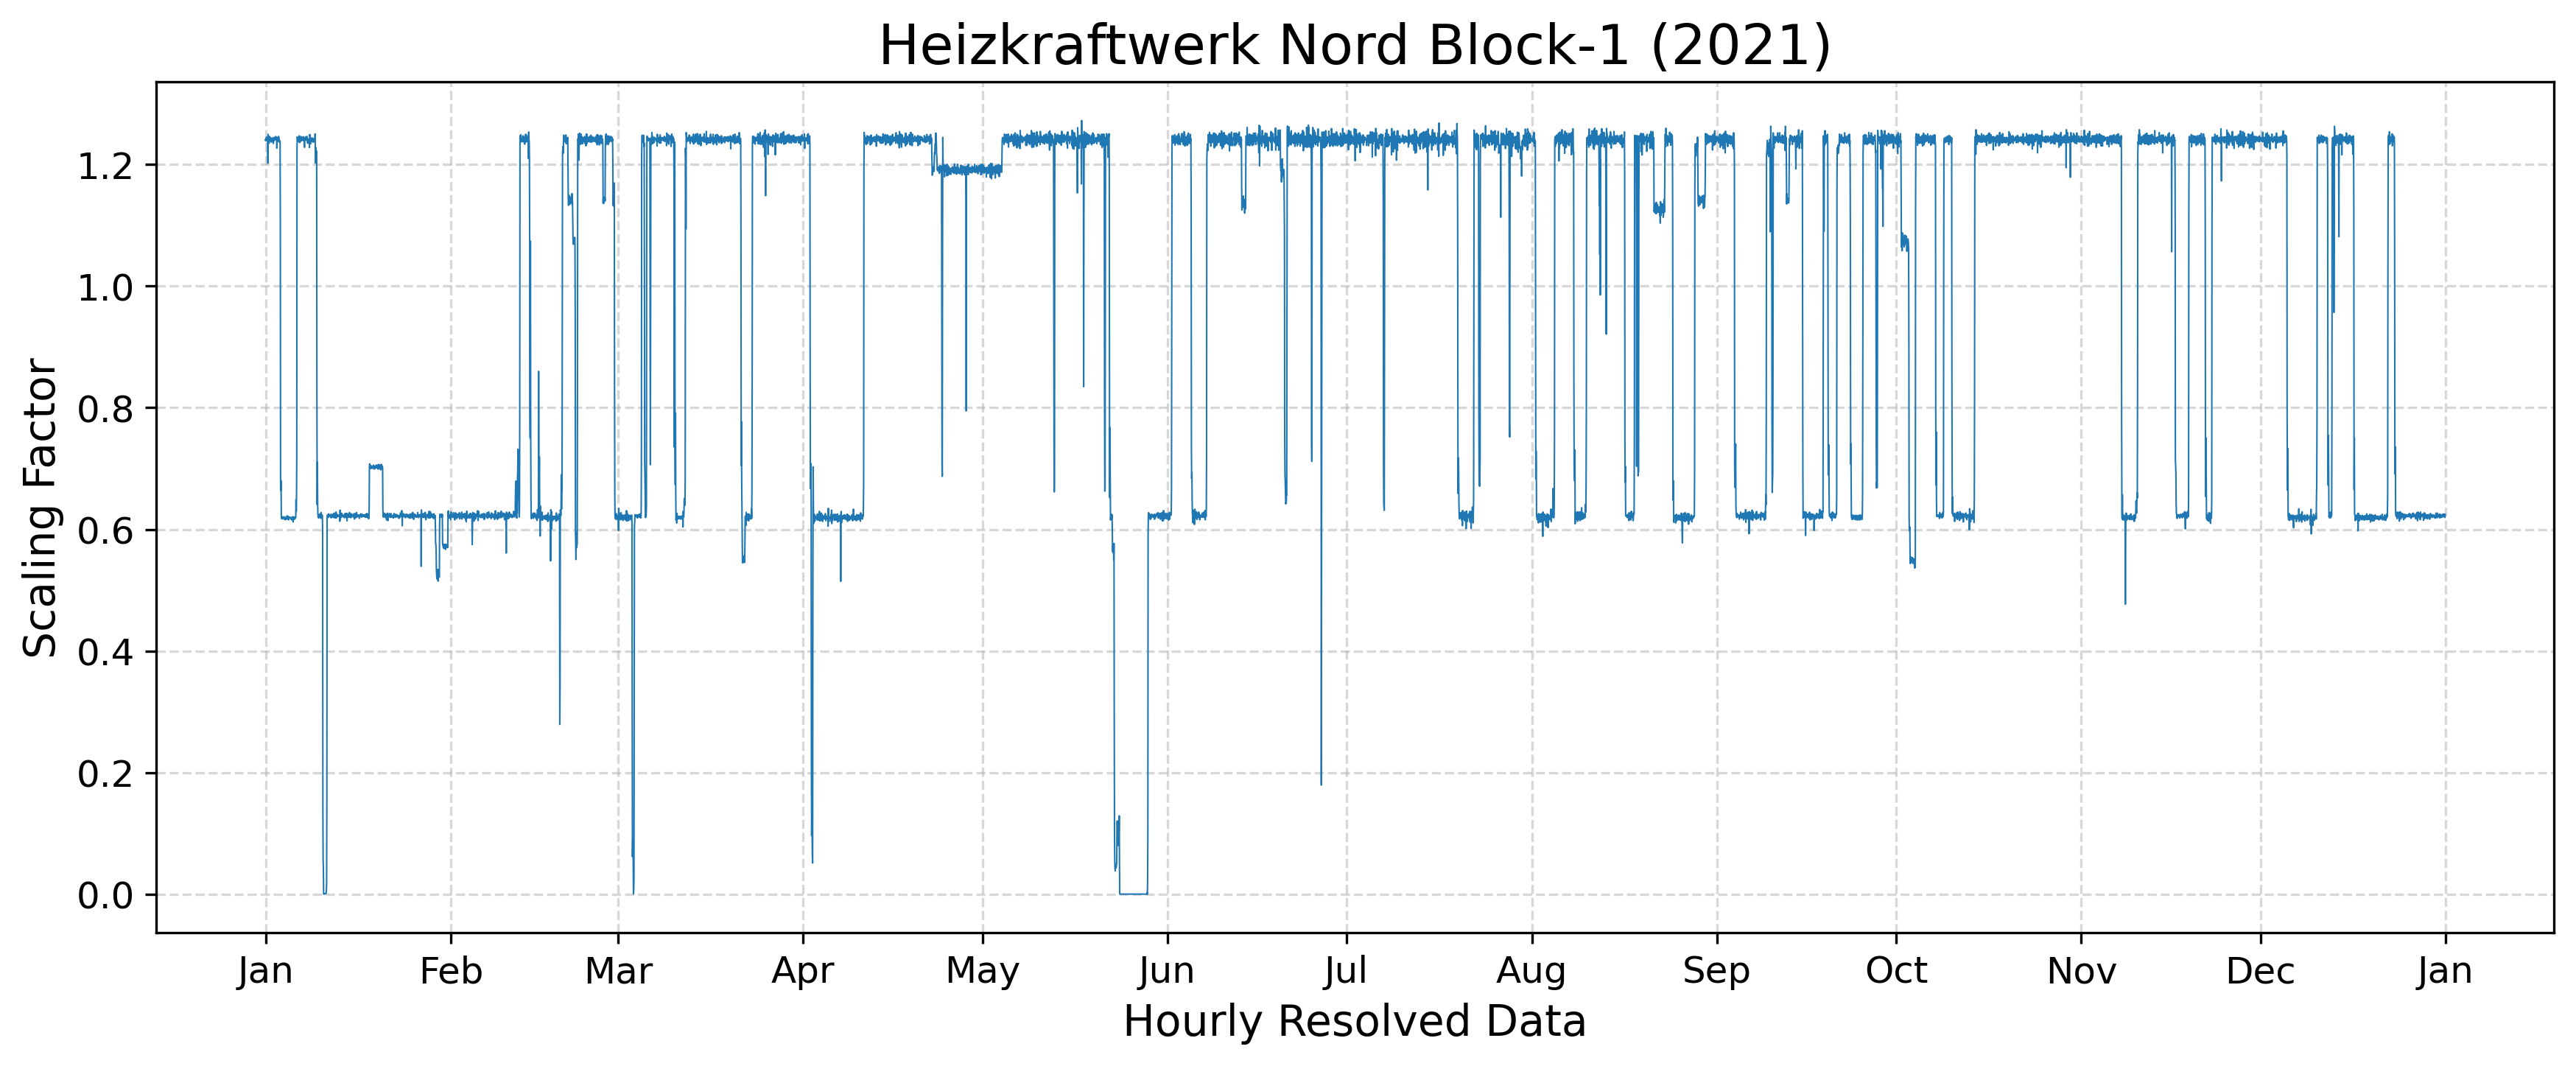 Heizkraftwerk Nord Block-1 (2021)
Scaling Factor
1.2
1.0
0.8
0.6
0.4
0.2
0.0
Jan Feb Mar Apr May Jun Jul Aug Sep Oct Nov Dec Jan
Hourly Resolved Data